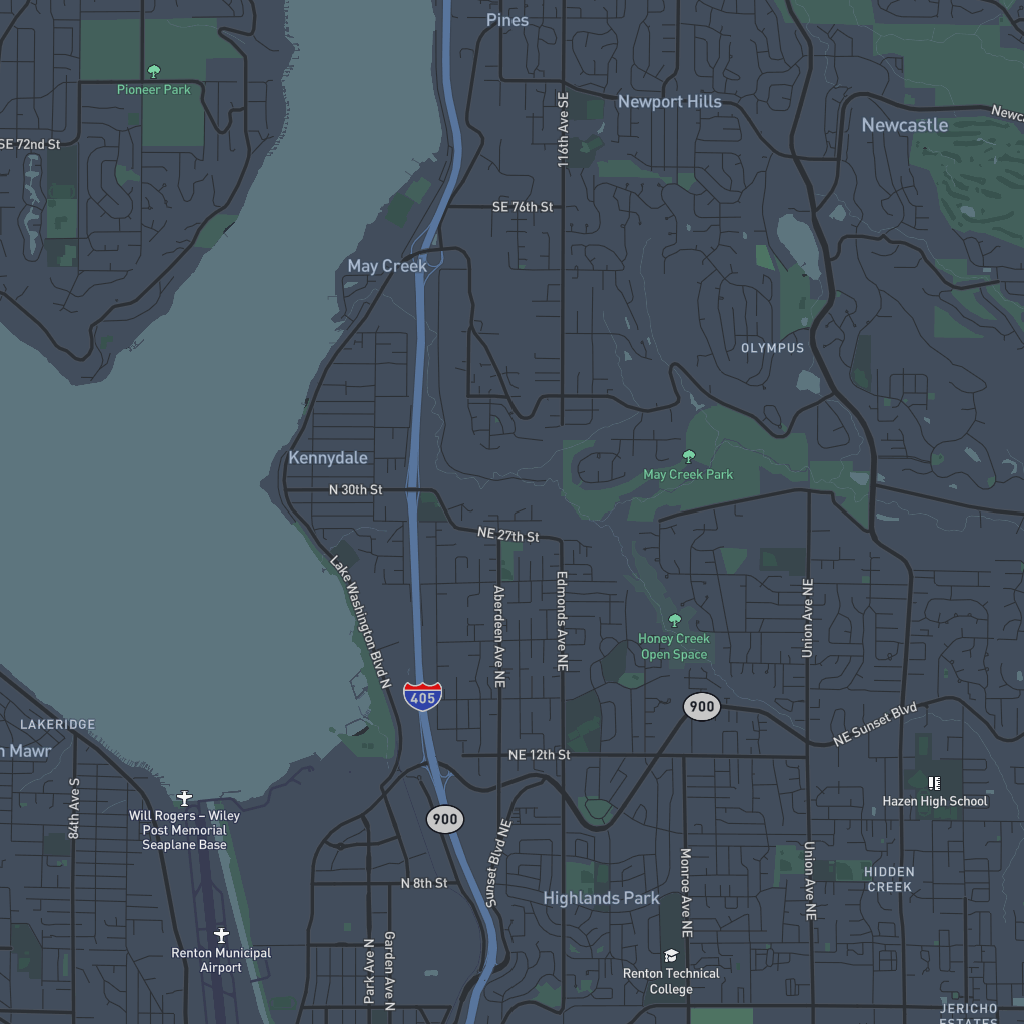 Pines
Pioneer Park
Newport Hills
Newcastle
SE 72nd St
116th Ave SE
SE 76th St
May Creek
OLYMPUS
Kennydale
May Creek Park
N 30th St
NE 27th St
Lake Washington Blvd N
Aberdeen Ave NE
Edmonds Ave NE
Union Ave NE
Honey Creek
Open Space
405
900
NE Sunset Blvd
LAKERIDGE
NE 12th St
84th Ave S
Will Rogers – Wiley
Post Memorial
Seaplane Base
900
Hazen High School
Sunset Blvd NE
Monroe Ave NE
Union Ave NE
HIDDEN
CREEK
N 8th St
Highlands Park
Renton Municipal
Airport
Park Ave N
Garden Ave N
Renton Technical
College
JERICHO
ESTATES